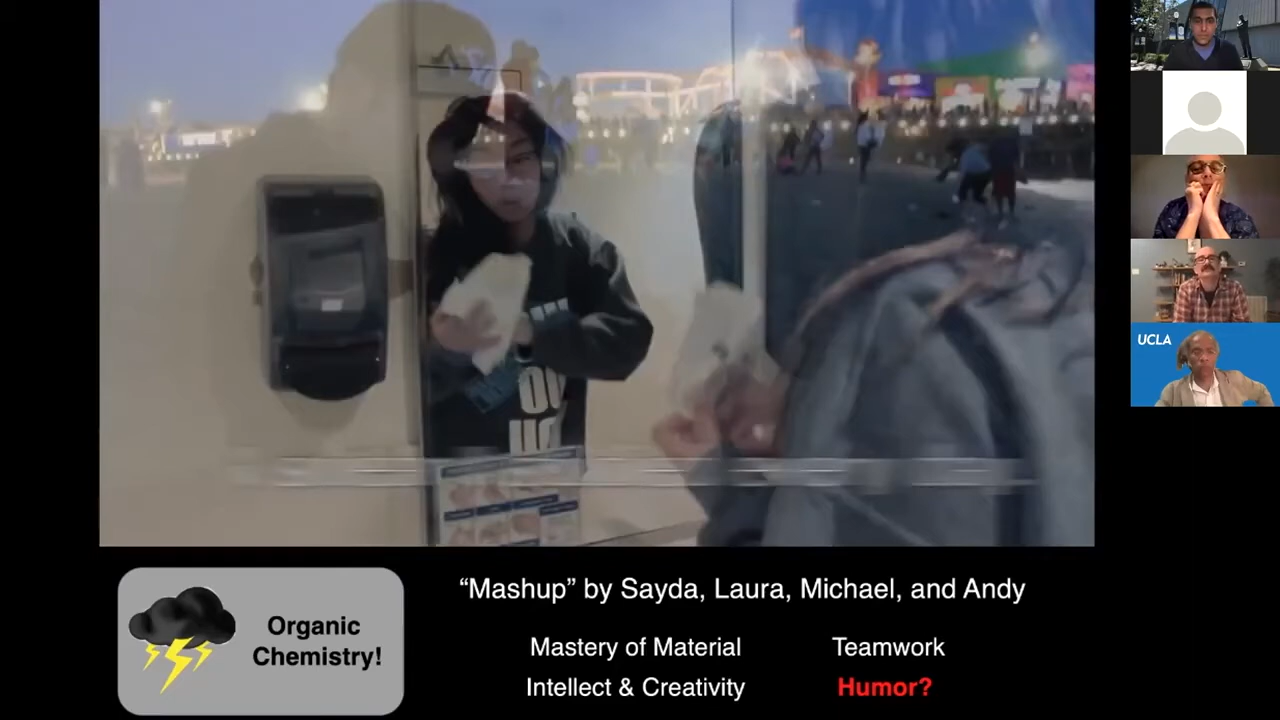 UCLA
“Mashup” by Sayda, Laura, Michael, and Andy
Organic
Chemistry!
Mastery of Material
Teamwork
Intellect & Creativity
Humor?